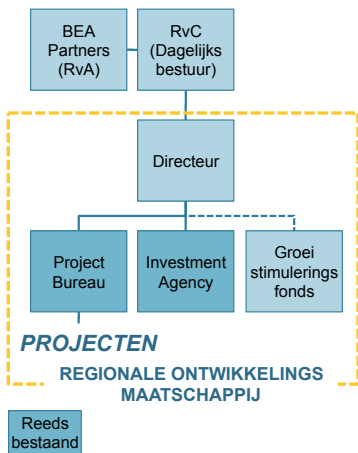 BEA
Partners
(RvA)
RvC
(Dagelijks
bestuur)
Directeur
Project
Bureau
Investment
Agency
Groei
stimulerings
fonds
PROJECTEN
REGIONALE ONTWIKKELINGS
MAATSCHAPPIJ
Reeds
bestaand